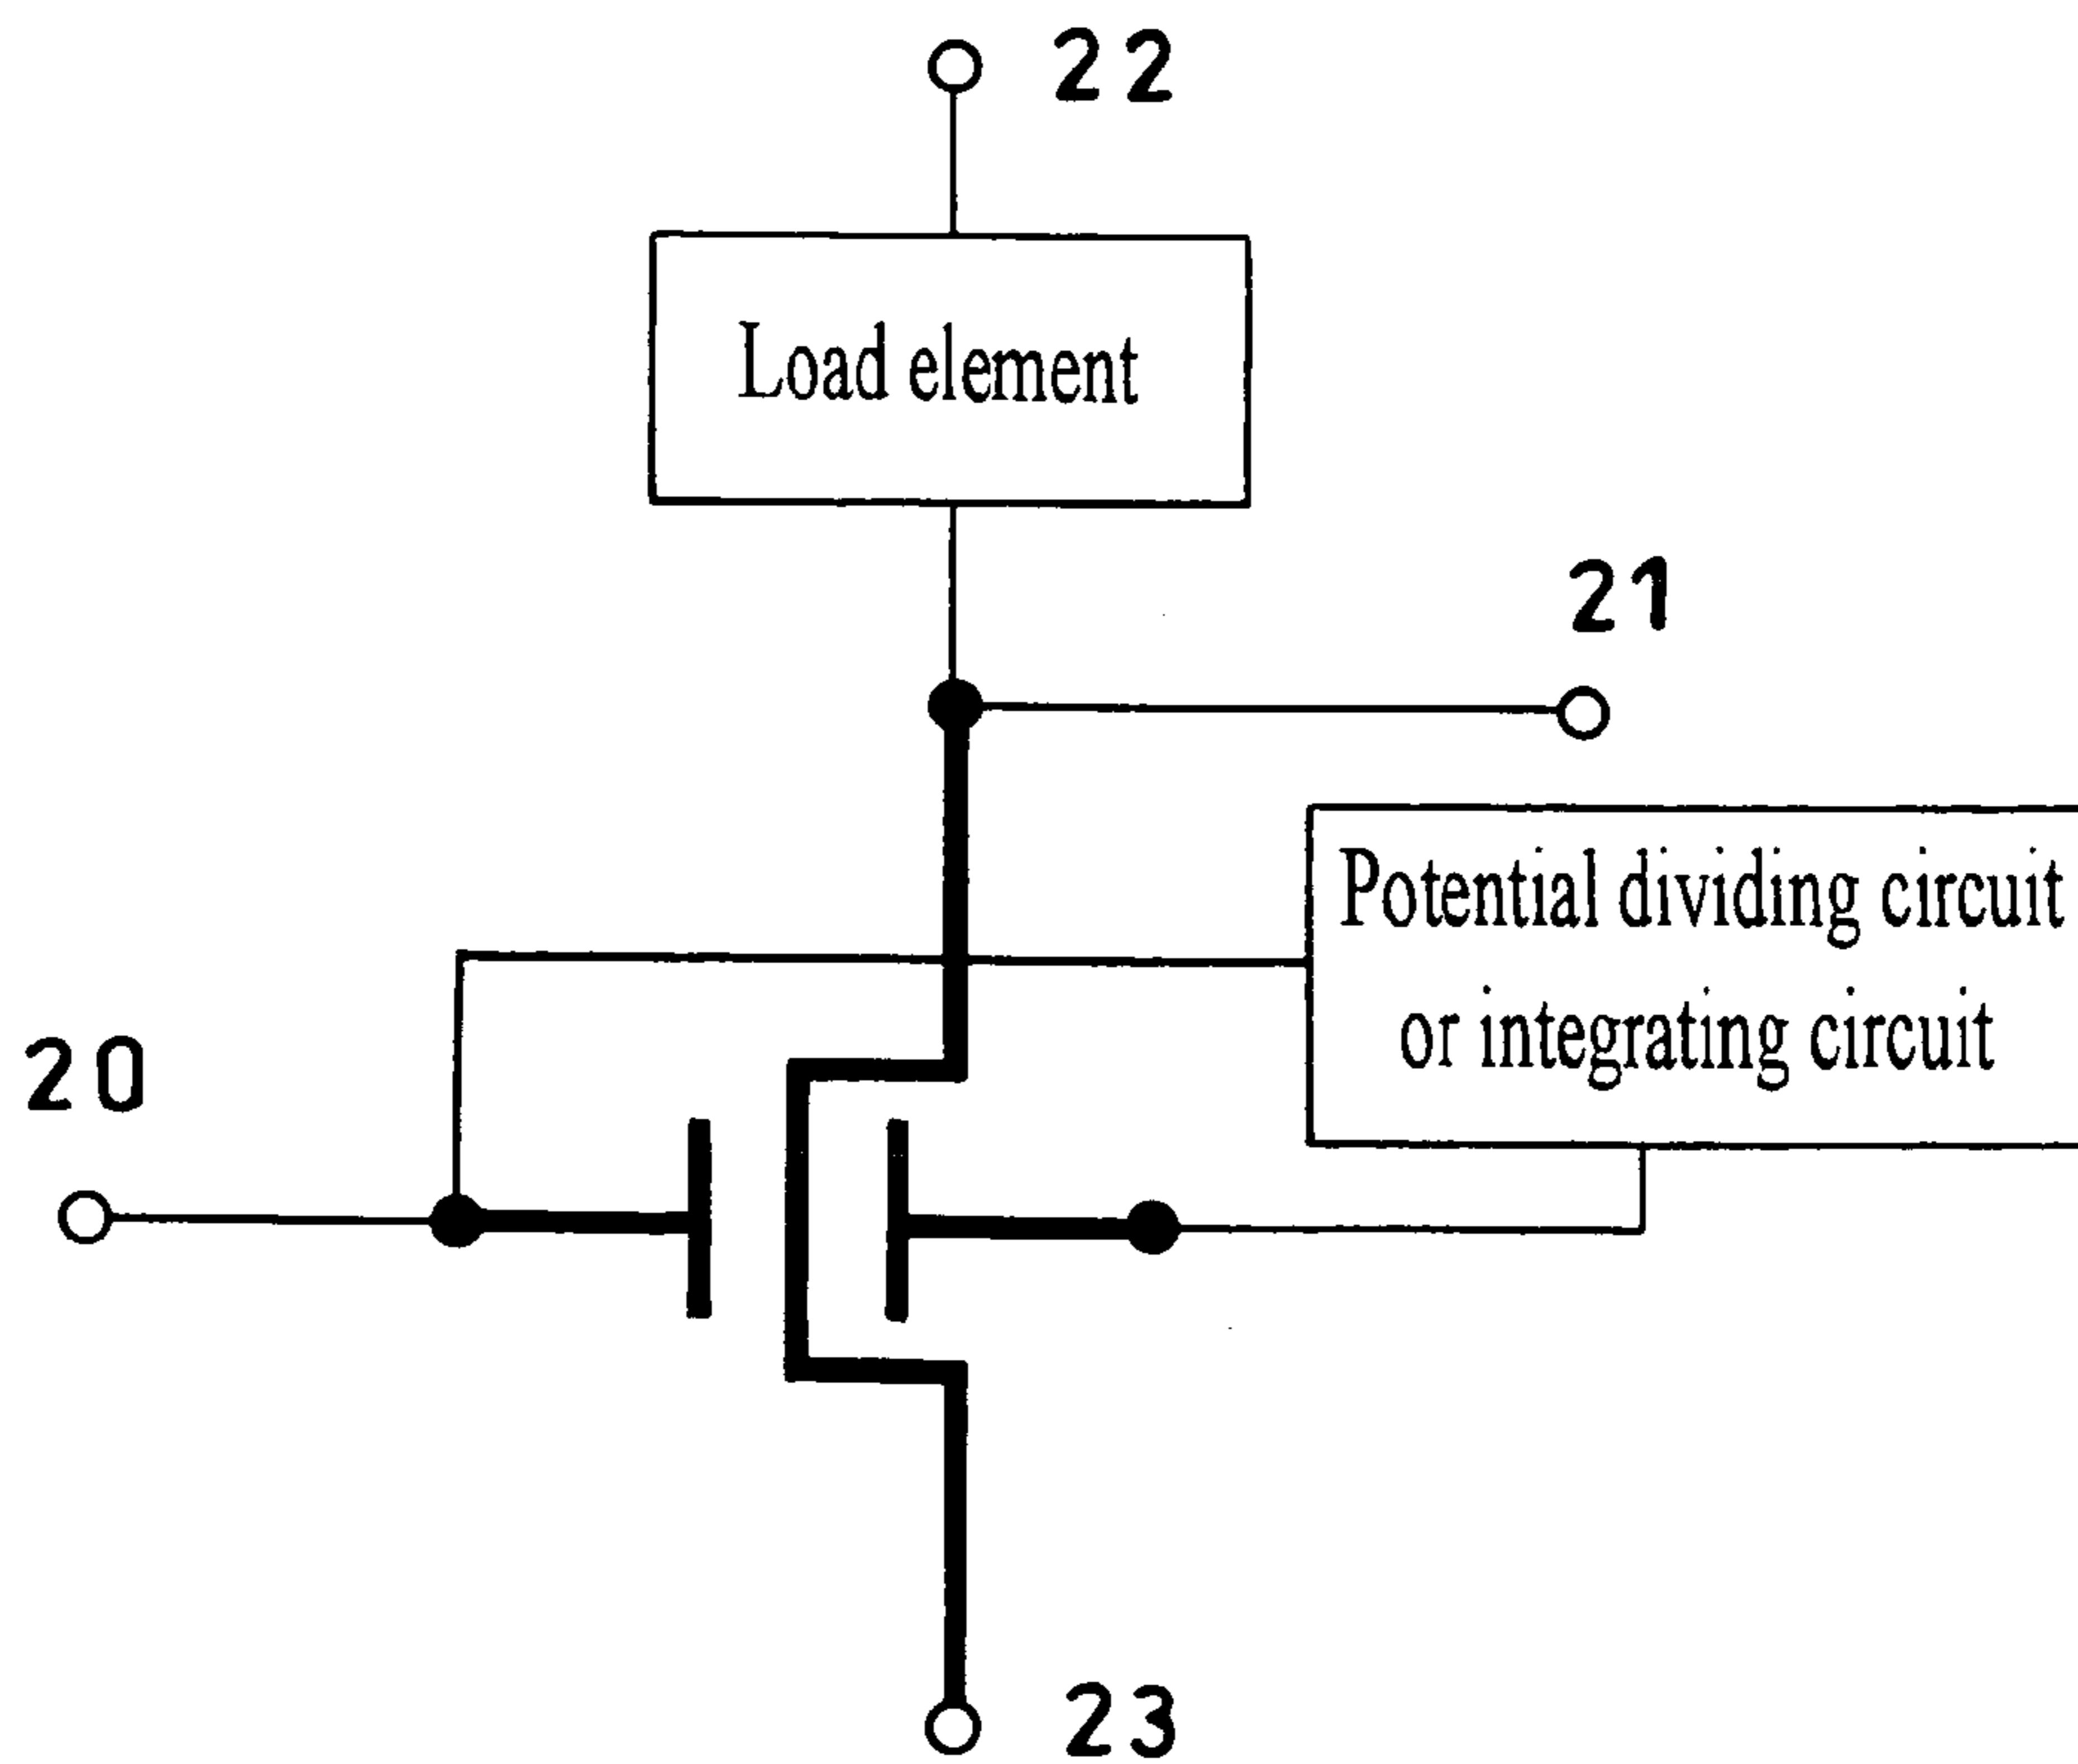 22
Load element
21
Potential dividing circuit
or integrating circuit
20
23